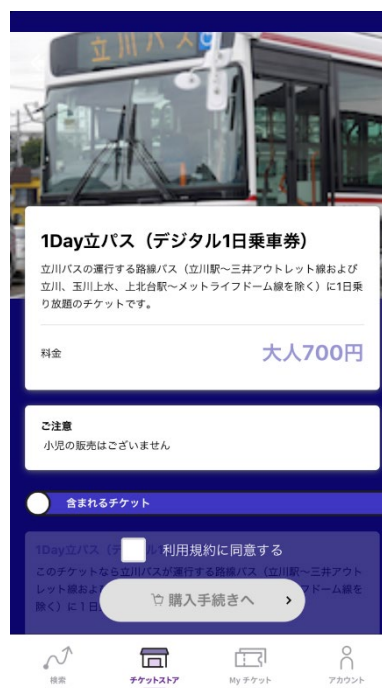 立川バス
1Day立バス（デジタル1日乗車券）
立川バスの運行する路線バス（立川駅〜三井アウトレット線および
立川、玉川上水、上北台駅〜メットライフドーム線を除く）に1日乗
り放題のチケットです。
料金
大人700円
ご注意
小児の販売はございません
含まれるチケット
1Day立バス（デ
利用規約に同意する
このチケットなら立川バスが運行する路線バス（立川駅〜三井アウト
レット線およ
フドーム線を
除く）に1日
購入手続きへ
検索
チケットストア
My チケット
アカウント